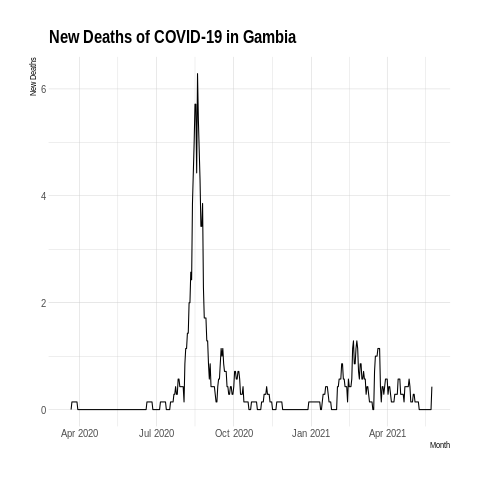 New Deaths of COVID-19 in Gambia
New Deaths
6
4
2
0
Apr 2020 Jul 2020 Oct 2020 Jan 2021 Apr 2021
Month